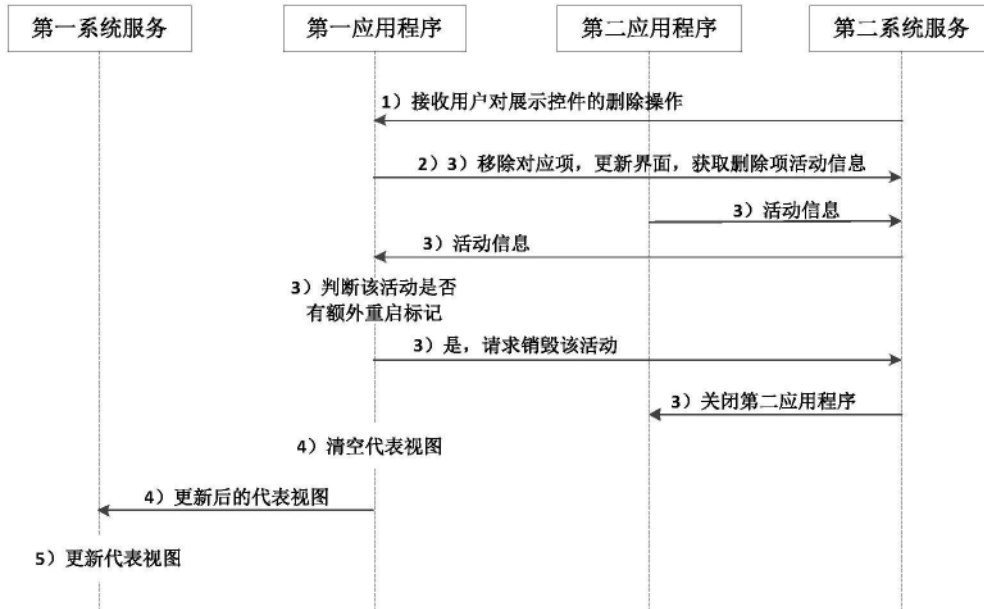 第一系统服务
第一应用程序
第二应用程序
第二系统服务
1）接收用户对展示控件的删除操作
2）3）移除对应项，更新界面，获取删除项活动信息
3）活动信息
3）活动信息
3）判断该活动是否
有额外重启标记
3）是，请求销毁该活动
3）关闭第二应用程序
4）清空代表视图
4）更新后的代表视图
5）更新代表视图